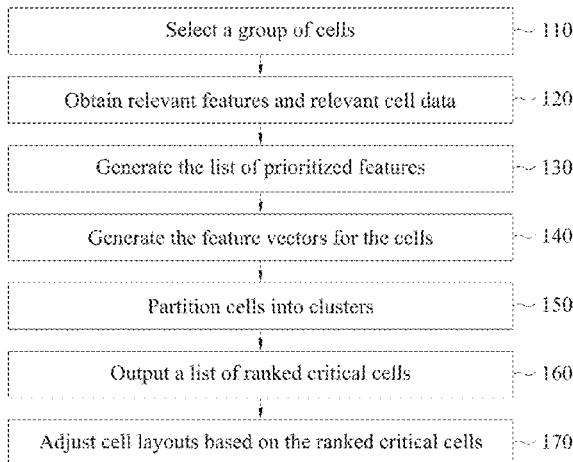 Select a group of cells 110
Obtain relevant features and relevant cell data 120
Generate the list of prioritized features 130
Generate the feature vectors for the cells 140
Partition cells into clusters 150
Output a list of ranked critical cells 160
Adjust cell layouts based on the ranked critical cells 170